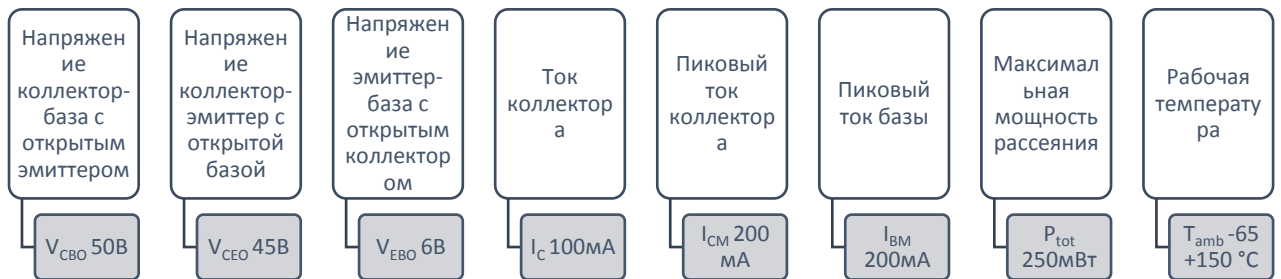 Напряжен
ие
коллектор-
база с
открытым
эмиттером
V_CBO 50В
Напряжен
ие
коллектор-
эмиттер с
открытой
базой
V_CEO 45В
Напряжен
ие
эмиттер-
база с
открытым
коллектор
ом
V_EBO 6В
Ток
коллектор
а
I_C 100мА
Пиковый
ток
коллектор
а
I_CM 200
мА
Пиковый
ток базы
I_BM
200мА
Максимал
ьная
мощность
рассеяния
P_tot
250мВт
Рабочая
температу
ра
T_amb -65
+150 °C